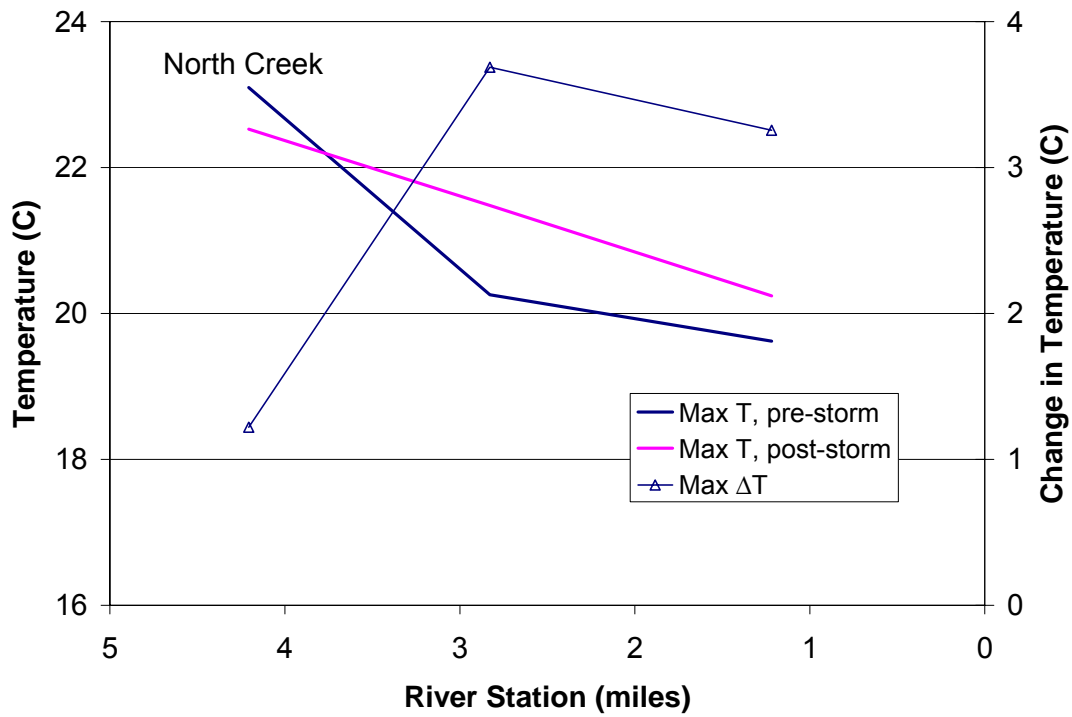 24
22
20
18
16
Temperature (C)
North Creek
4
3
2
1
0
Change in Temperature (C)
Max T, pre-storm
Max T, post-storm
Max ΔT
5
4
3
2
1
0
River Station (miles)